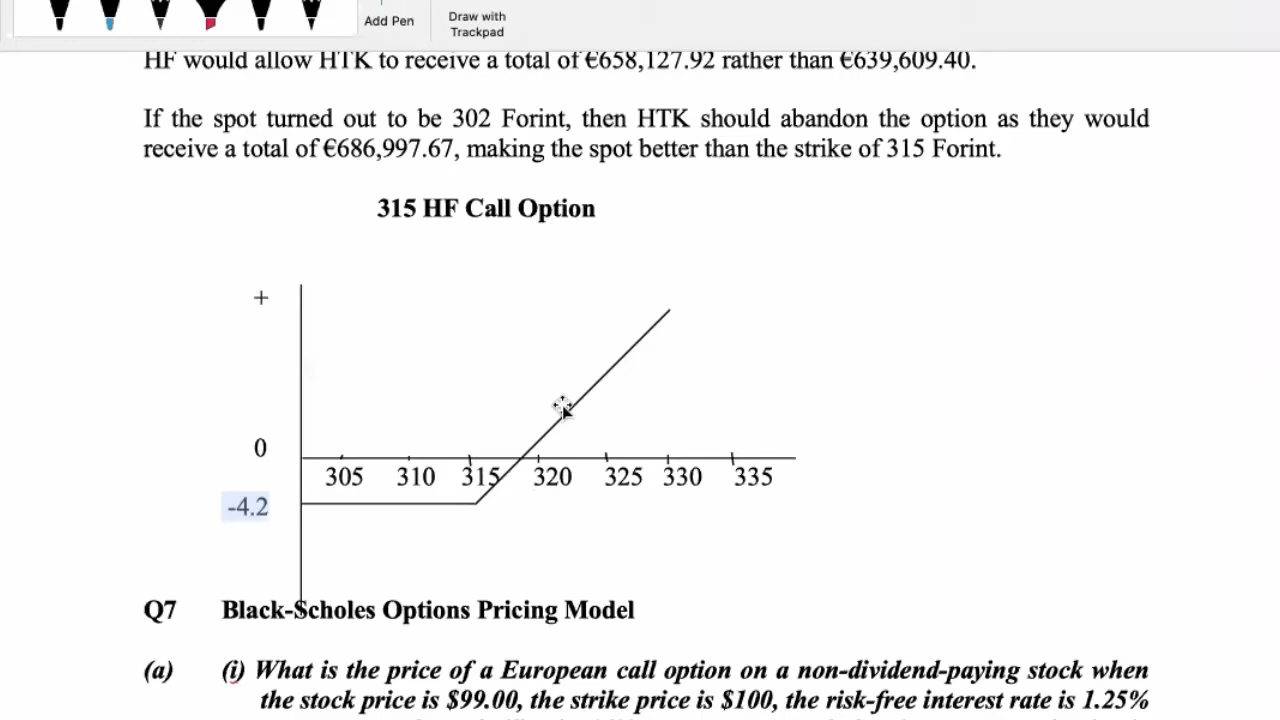 Add Pen
Draw with
Trackpad
HF would allow HTK to receive a total of €658,127.92 rather than €639,609.40.
If the spot turned out to be 302 Forint, then HTK should abandon the option as they would
receive a total of €686,997.67, making the spot better than the strike of 315 Forint.
315 HF Call Option
+
0
305 310 315 320 325 330 335
-4.2
Q7 Black-Scholes Options Pricing Model
(a) (i) What is the price of a European call option on a non-dividend-paying stock when
the stock price is $99.00, the strike price is $100, the risk-free interest rate is 1.25%